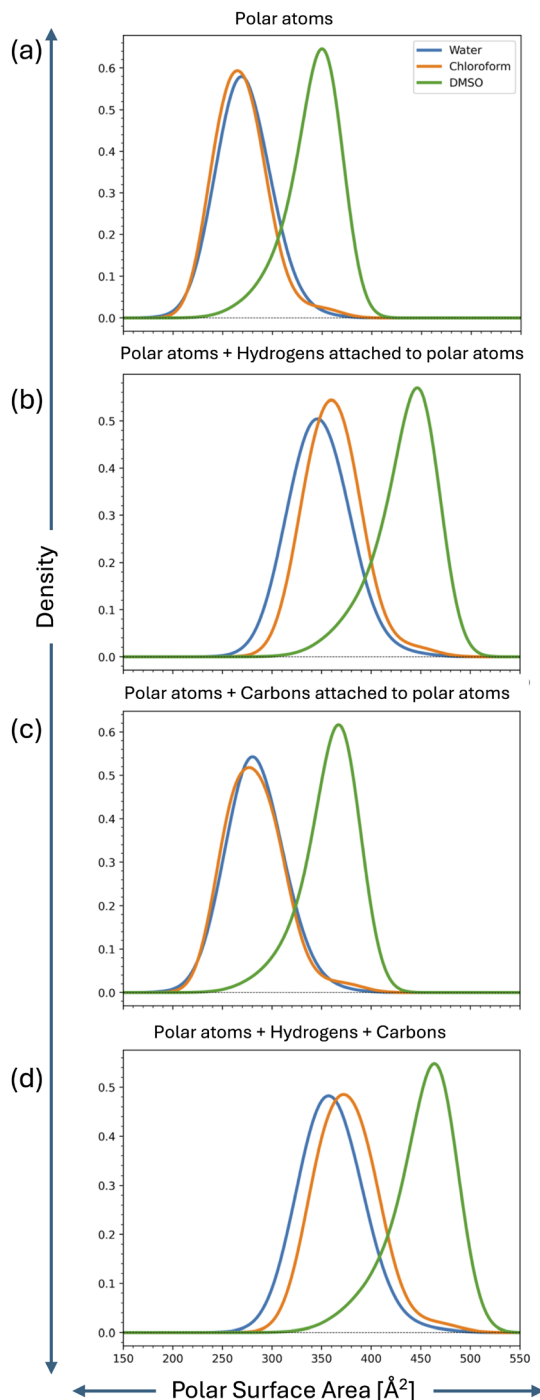 Polar atoms
(a)
Water
Chloroform
DMSO
0.6
0.5
0.4
0.3
0.2
0.1
0.0
Polar atoms + Hydrogens attached to polar atoms
(b)
0.5
0.4
0.3
0.2
0.1
0.0
Density
Polar atoms + Carbons attached to polar atoms
(c)
0.6
0.5
0.4
0.3
0.2
0.1
0.0
Polar atoms + Hydrogens + Carbons
(d)
0.5
0.4
0.3
0.2
0.1
0.0
150 200 250 300 350 400 450 500 550
Polar Surface Area [Å²]